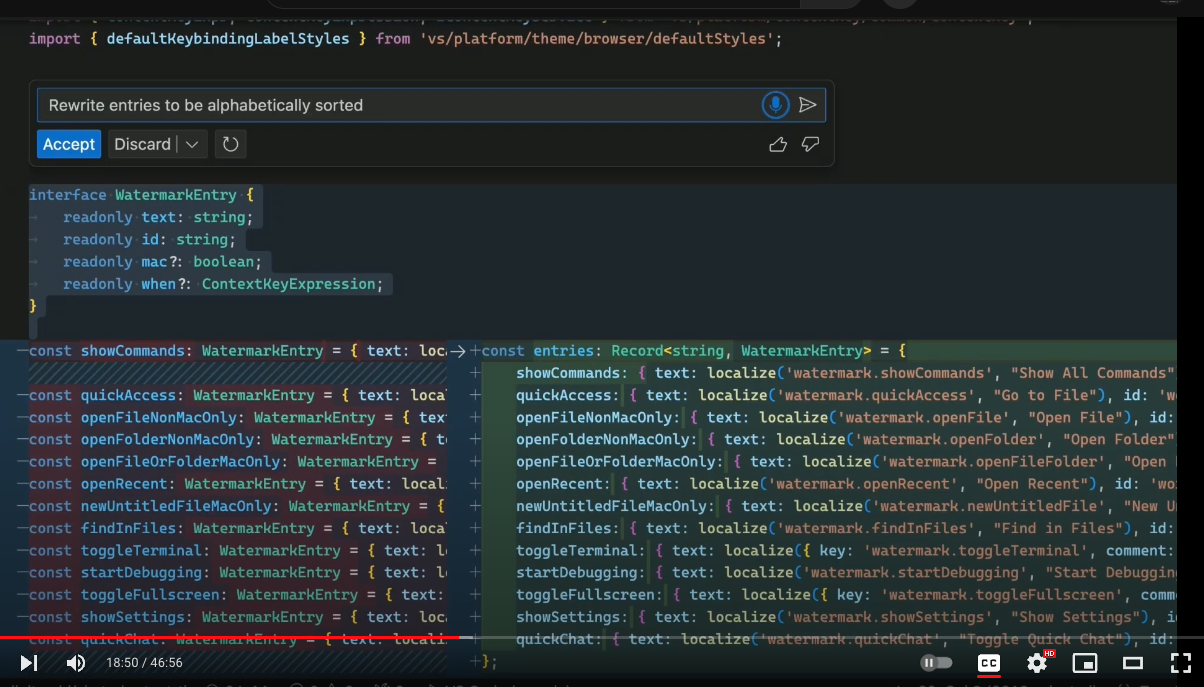 import { defaultKeybindingLabelStyles } from 'vs/platform/theme/browser/defaultStyles';
Rewrite entries to be alphabetically sorted
Accept Discard
interface WatermarkEntry {
readonly text: string;
readonly id: string;
readonly mac?: boolean;
readonly when?: ContextKeyExpression;
}
—const showCommands: WatermarkEntry = { text: loc +const entries: Record<string, WatermarkEntry> = {
+ showCommands: { text: localize('watermark.showCommands', "Show All Commands"
—const quickAccess: WatermarkEntry = { text: loca + quickAccess: { text: localize('watermark.quickAccess', "Go to File"), id: 'w
—const openFileNonMacOnly: WatermarkEntry = { tex + openFileNonMacOnly: { text: localize('watermark.openFile', "Open File"), id:
—const openFolderNonMacOnly: WatermarkEntry = { t + openFolderNonMacOnly: { text: localize('watermark.openFolder', "Open Folder"
—const openFileOrFolderMacOnly: WatermarkEntry = + openFileOrFolderMacOnly: { text: localize('watermark.openFileFolder', "Open
—const openRecent: WatermarkEntry = { text: local + openRecent: { text: localize('watermark.openRecent', "Open Recent"), id: 'wo
—const newUntitledFileMacOnly: WatermarkEntry = { + newUntitledFileMacOnly: { text: localize('watermark.newUntitledFile', "New U
—const findInFiles: WatermarkEntry = { text: loca + findInFiles: { text: localize('watermark.findInFiles', "Find in Files"), id:
—const toggleTerminal: WatermarkEntry = { text: l + toggleTerminal: { text: localize({ key: 'watermark.toggleTerminal', comment:
—const startDebugging: WatermarkEntry = { text: l + startDebugging: { text: localize('watermark.startDebugging', "Start Debuggin
—const toggleFullscreen: WatermarkEntry = { text: + toggleFullscreen: { text: localize({ key: 'watermark.toggleFullscreen', comm
—const showSettings: WatermarkEntry = { text: loc + showSettings: { text: localize('watermark.showSettings', "Show Settings"), i
—const quickChat: WatermarkEntry = { text: locali + quickChat: { text: localize('watermark.quickChat', "Toggle Quick Chat"), id:
+};
18:50 / 46:56
CC
HD